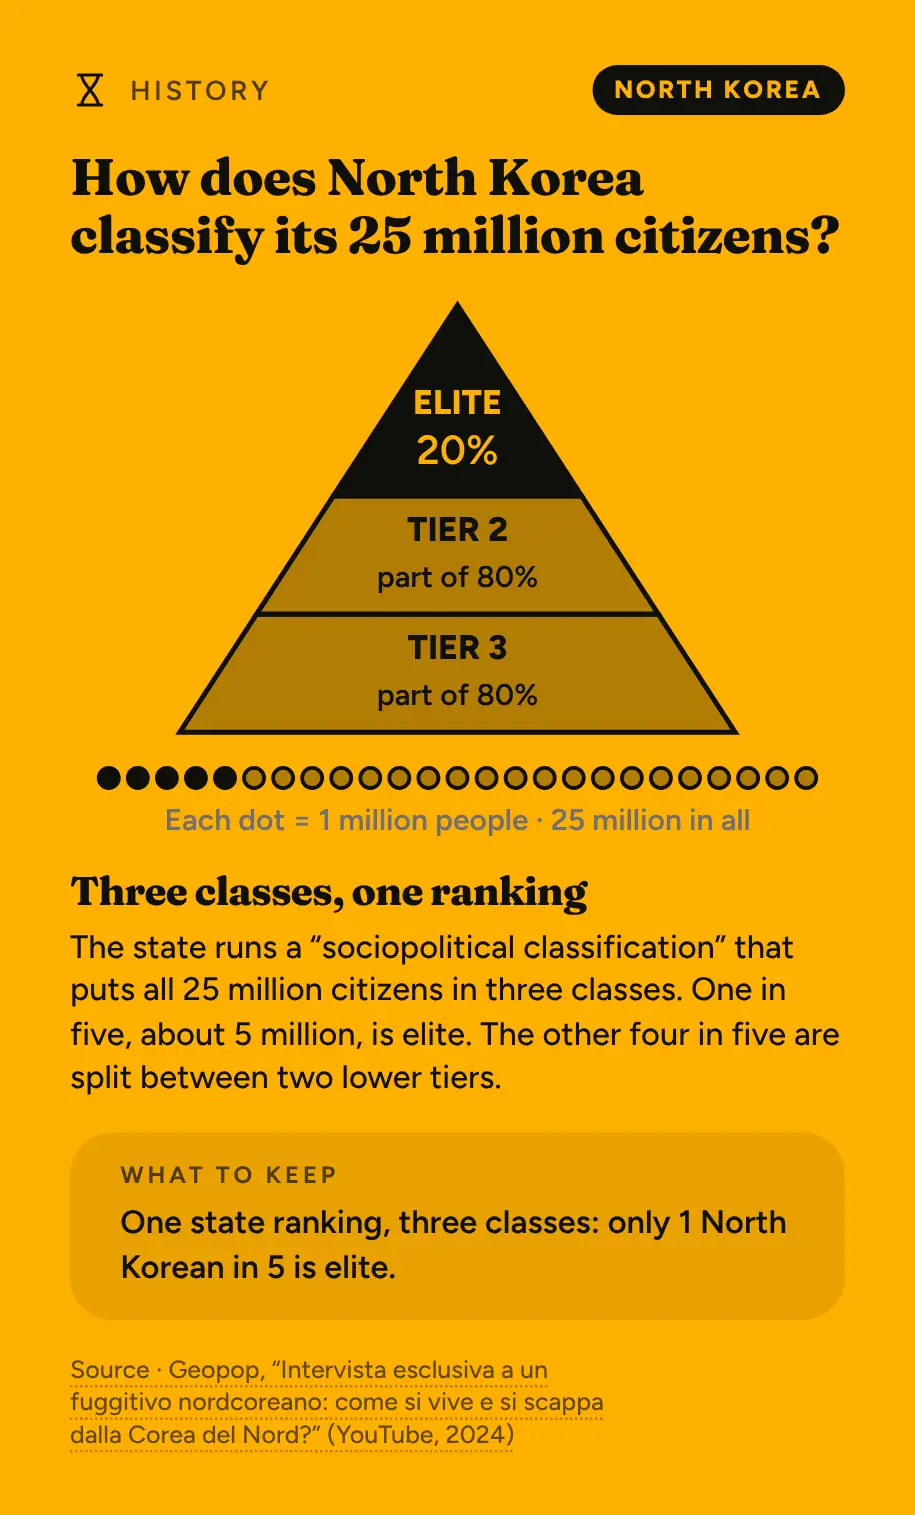 HISTORY
NORTH KOREA
How does North Korea
classify its 25 million citizens?
ELITE
20%
TIER 2
part of 80%
TIER 3
part of 80%
Each dot = 1 million people · 25 million in all
Three classes, one ranking
The state runs a “sociopolitical classification” that
puts all 25 million citizens in three classes. One in
five, about 5 million, is elite. The other four in five are
split between two lower tiers.
WHAT TO KEEP
One state ranking, three classes: only 1 North
Korean in 5 is elite.
Source · Geopop, “Intervista esclusiva a un
fuggitivo nordcoreano: come si vive e si scappa
dalla Corea del Nord?” (YouTube, 2024)